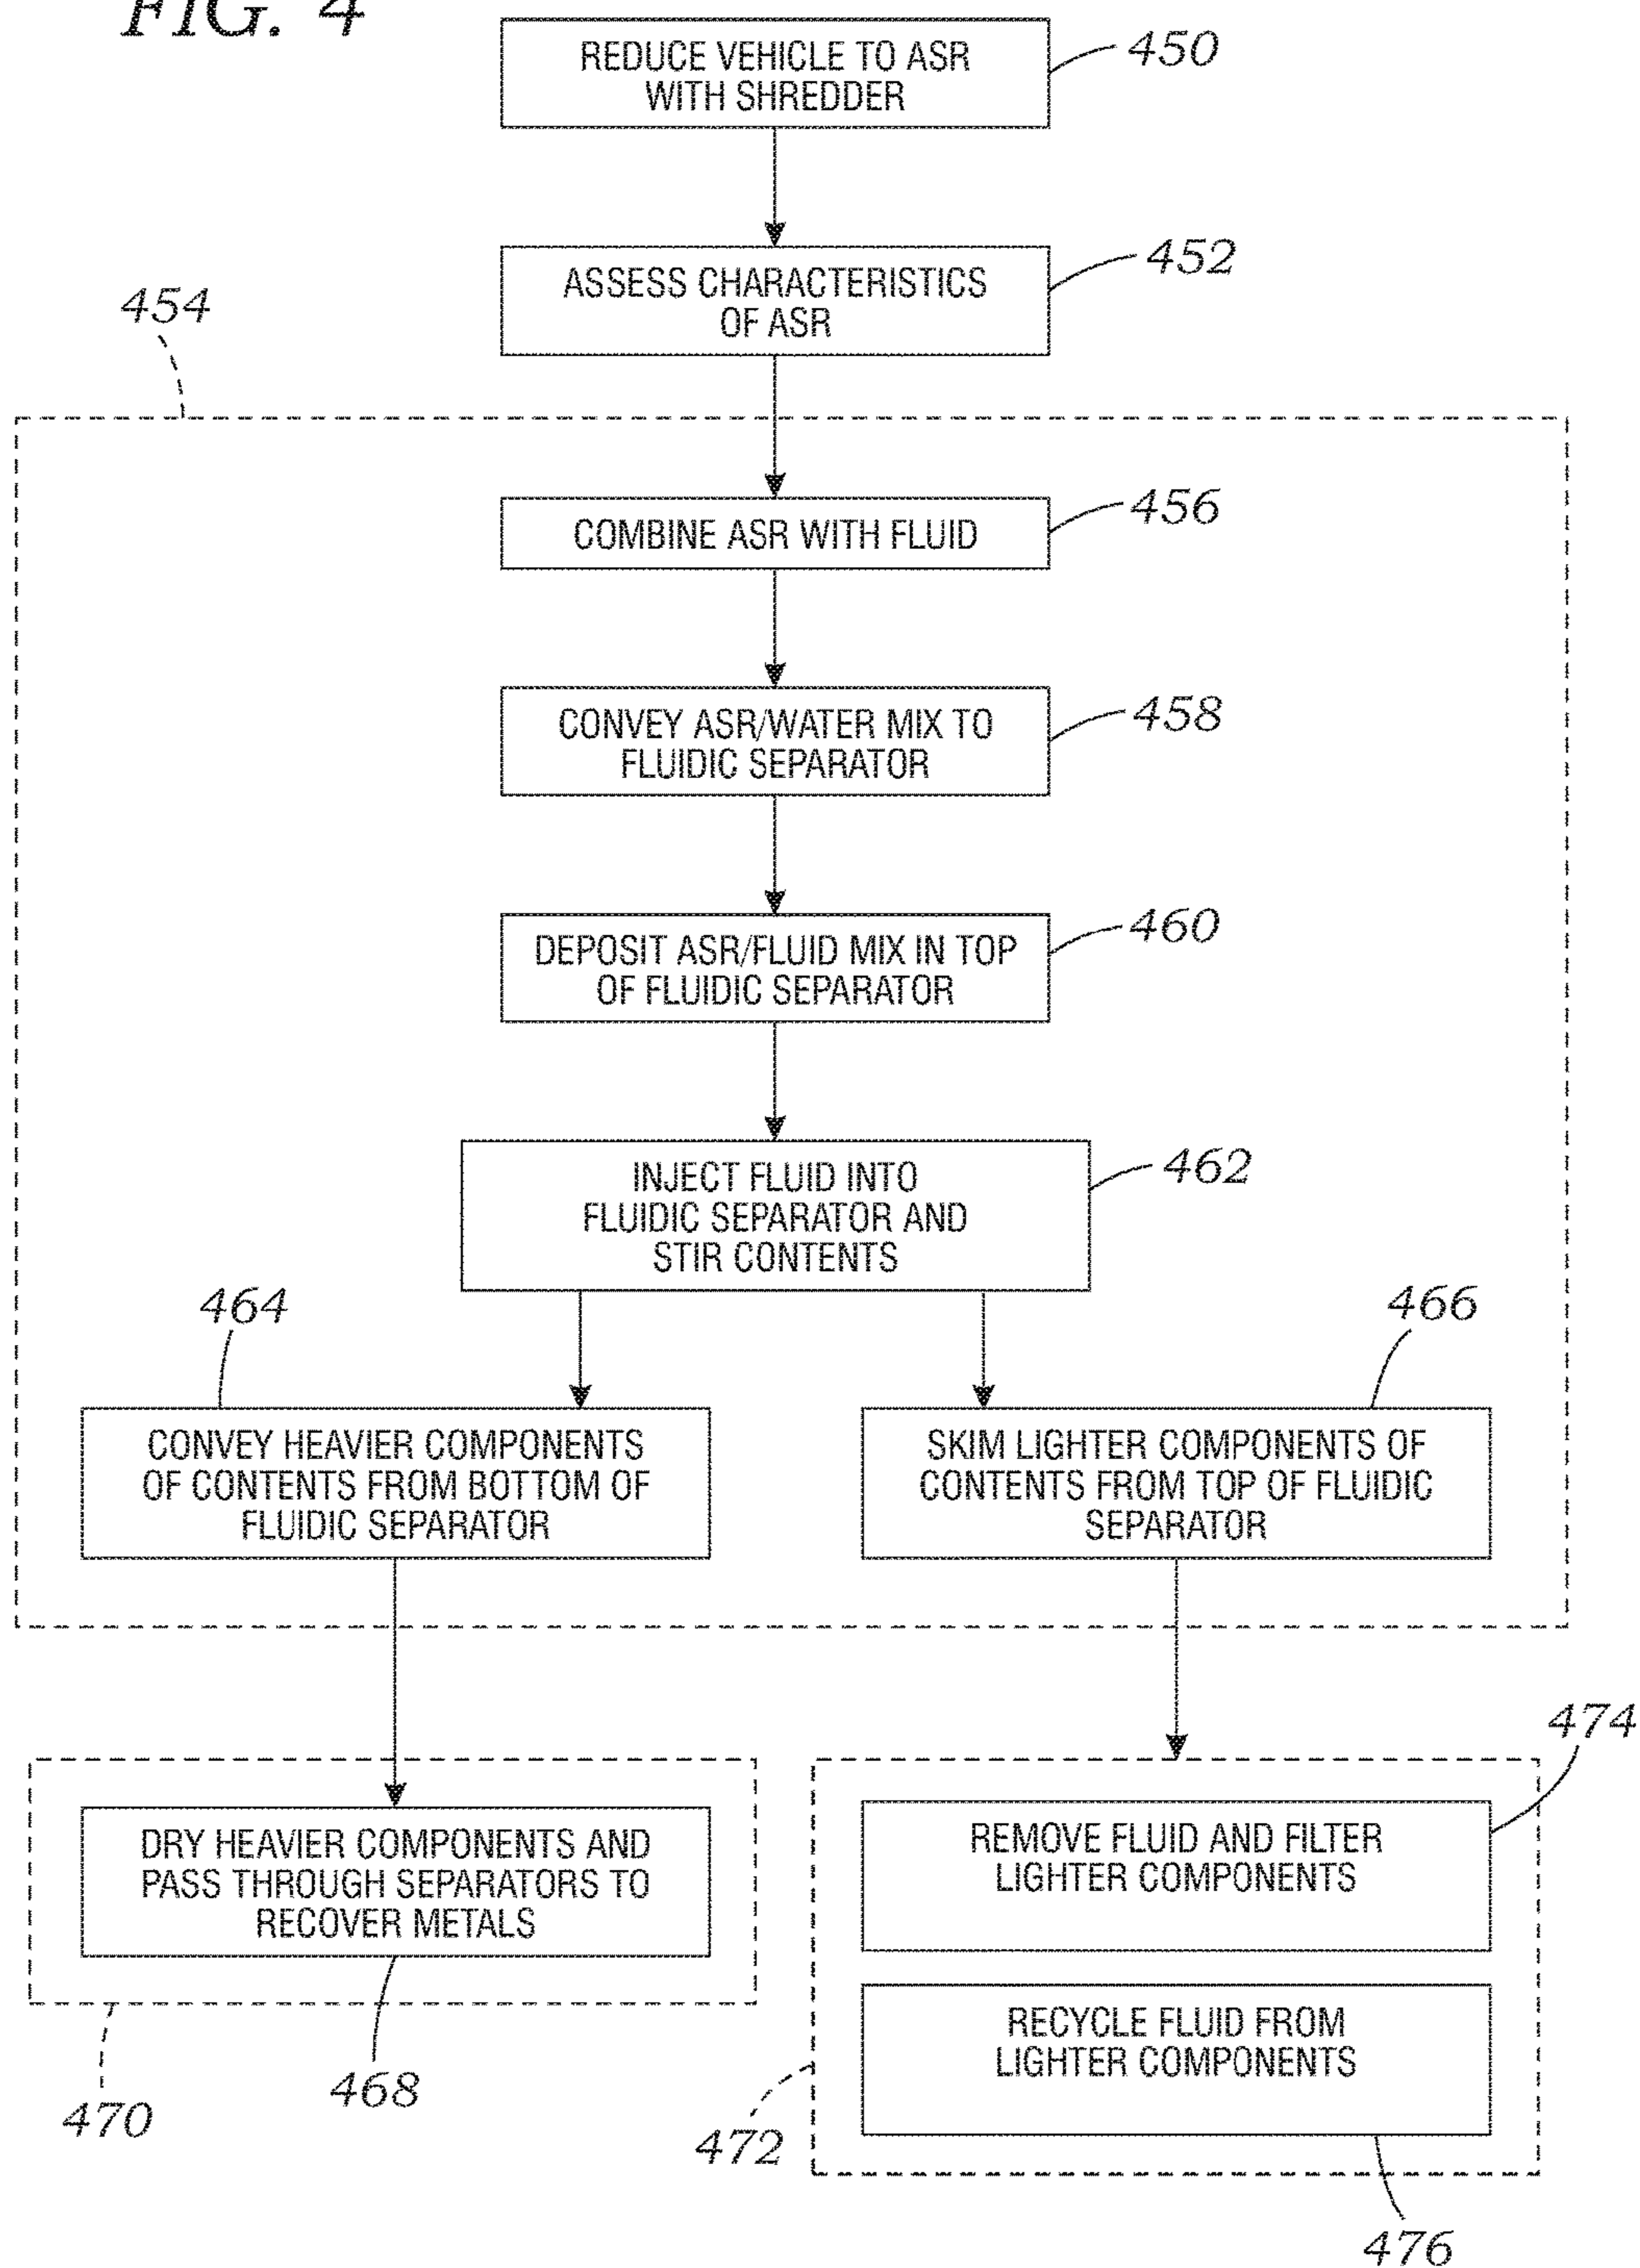 FIG. 4
REDUCE VEHICLE TO ASR
WITH SHREDDER
450
ASSESS CHARACTERISTICS
OF ASR
452
454
COMBINE ASR WITH FLUID
456
CONVEY ASR/WATER MIX TO
FLUIDIC SEPARATOR
458
DEPOSIT ASR/FLUID MIX IN TOP
OF FLUIDIC SEPARATOR
460
INJECT FLUID INTO
FLUIDIC SEPARATOR AND
STIR CONTENTS
462
464
CONVEY HEAVIER COMPONENTS
OF CONTENTS FROM BOTTOM OF
FLUIDIC SEPARATOR
466
SKIM LIGHTER COMPONENTS OF
CONTENTS FROM TOP OF FLUIDIC
SEPARATOR
DRY HEAVIER COMPONENTS AND
PASS THROUGH SEPARATORS TO
RECOVER METALS
468
470
474
REMOVE FLUID AND FILTER
LIGHTER COMPONENTS
RECYCLE FLUID FROM
LIGHTER COMPONENTS
472
476